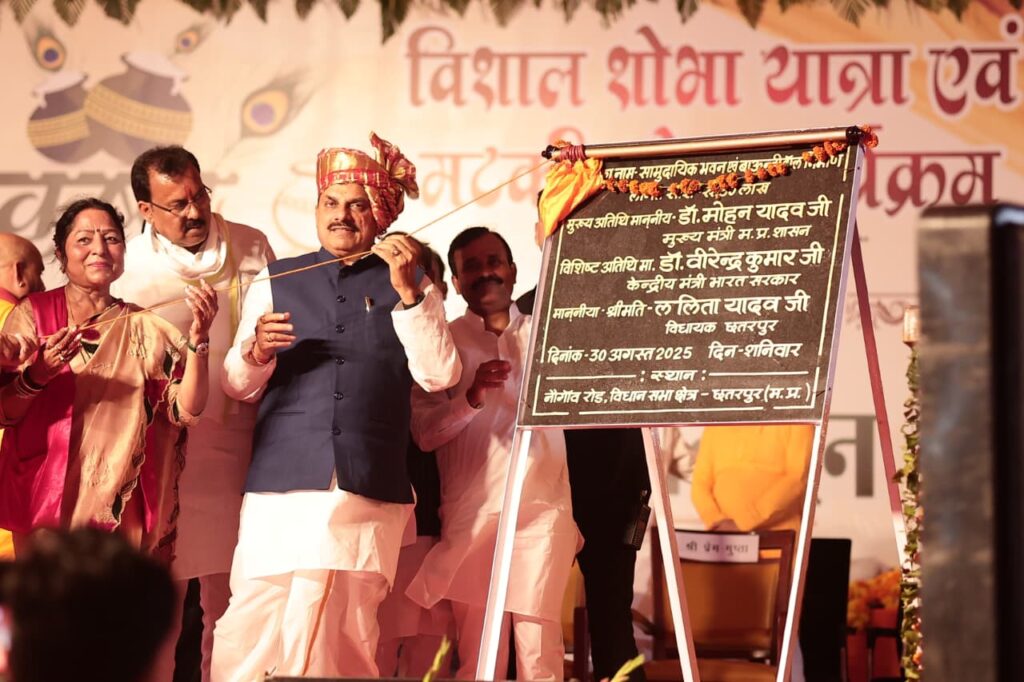 विशाल शोभा यात्रा एवं
नाम- सामुदायिक भवन
मुख्य अतिथि माननीय - डॉ. मोहन यादव जी
मुख्य मंत्री म.प्र. शासन
विशिष्ट अतिथि मा. डॉ. वीरेन्द्र कुमार जी
केन्द्रीय मंत्री भारत सरकार
माननीया - श्रीमति - ललिता यादव जी
विधायक छतरपुर
दिनांक - 30 अगस्त 2025 दिन - शनिवार
: स्थान :
नौगाँव रोड़, विधान सभा क्षेत्र - छतरपुर (म.प्र.)
श्री प्रेम गुप्ता